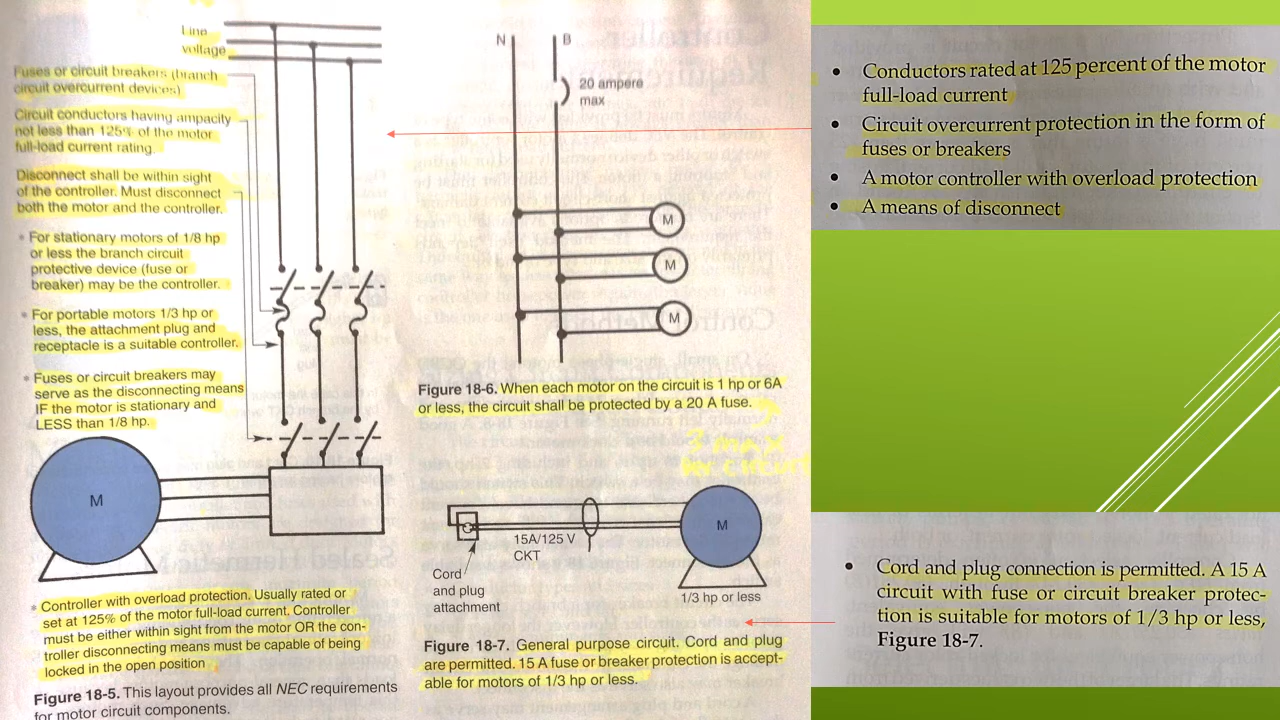 Line
voltage
Fuses or circuit breakers (branch
circuit overcurrent devices)
Circuit conductors having ampacity
not less than 125% of the motor
full-load current rating.
Disconnect shall be within sight
of the controller. Must disconnect
both the motor and the controller.
* For stationary motors of 1/8 hp
or less the branch circuit
protective device (fuse or
breaker) may be the controller.
* For portable motors 1/3 hp or
less, the attachment plug and
receptacle is a suitable controller.
* Fuses or circuit breakers may
serve as the disconnecting means
IF the motor is stationary and
LESS than 1/8 hp.
M
* Controller with overload protection. Usually rated or
set at 125% of the motor full-load current. Controller
must be either within sight from the motor OR the con-
troller disconnecting means must be capable of being
locked in the open position
Figure 18-5. This layout provides all NEC requirements
for motor circuit components.
N B
20 ampere
max
M
M
M
Figure 18-6. When each motor on the circuit is 1 hp or 6A
or less, the circuit shall be protected by a 20 A fuse.
M
15A/125 V
CKT
Cord
and plug
attachment
1/3 hp or less
Figure 18-7. General purpose circuit. Cord and plug
are permitted. 15 A fuse or breaker protection is accept-
able for motors of 1/3 hp or less.
• Conductors rated at 125 percent of the motor
full-load current
• Circuit overcurrent protection in the form of
fuses or breakers
• A motor controller with overload protection
• A means of disconnect
• Cord and plug connection is permitted. A 15 A
circuit with fuse or circuit breaker protec-
tion is suitable for motors of 1/3 hp or less,
Figure 18-7.